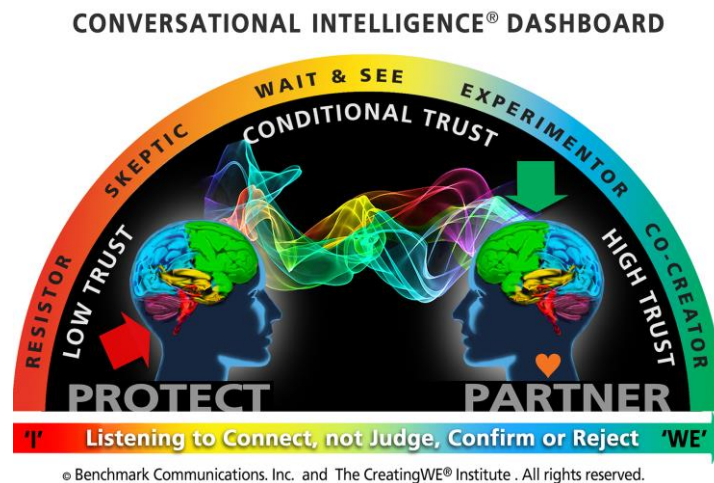 CONVERSATIONAL INTELLIGENCE® DASHBOARD
RESISTOR
SKEPTIC
WAIT & SEE
EXPERIMENTOR
CO-CREATOR
LOW TRUST
CONDITIONAL TRUST
HIGH TRUST
PROTECT
PARTNER
'I' Listening to Connect, not Judge, Confirm or Reject 'WE'
© Benchmark Communications. Inc. and The CreatingWE® Institute . All rights reserved.